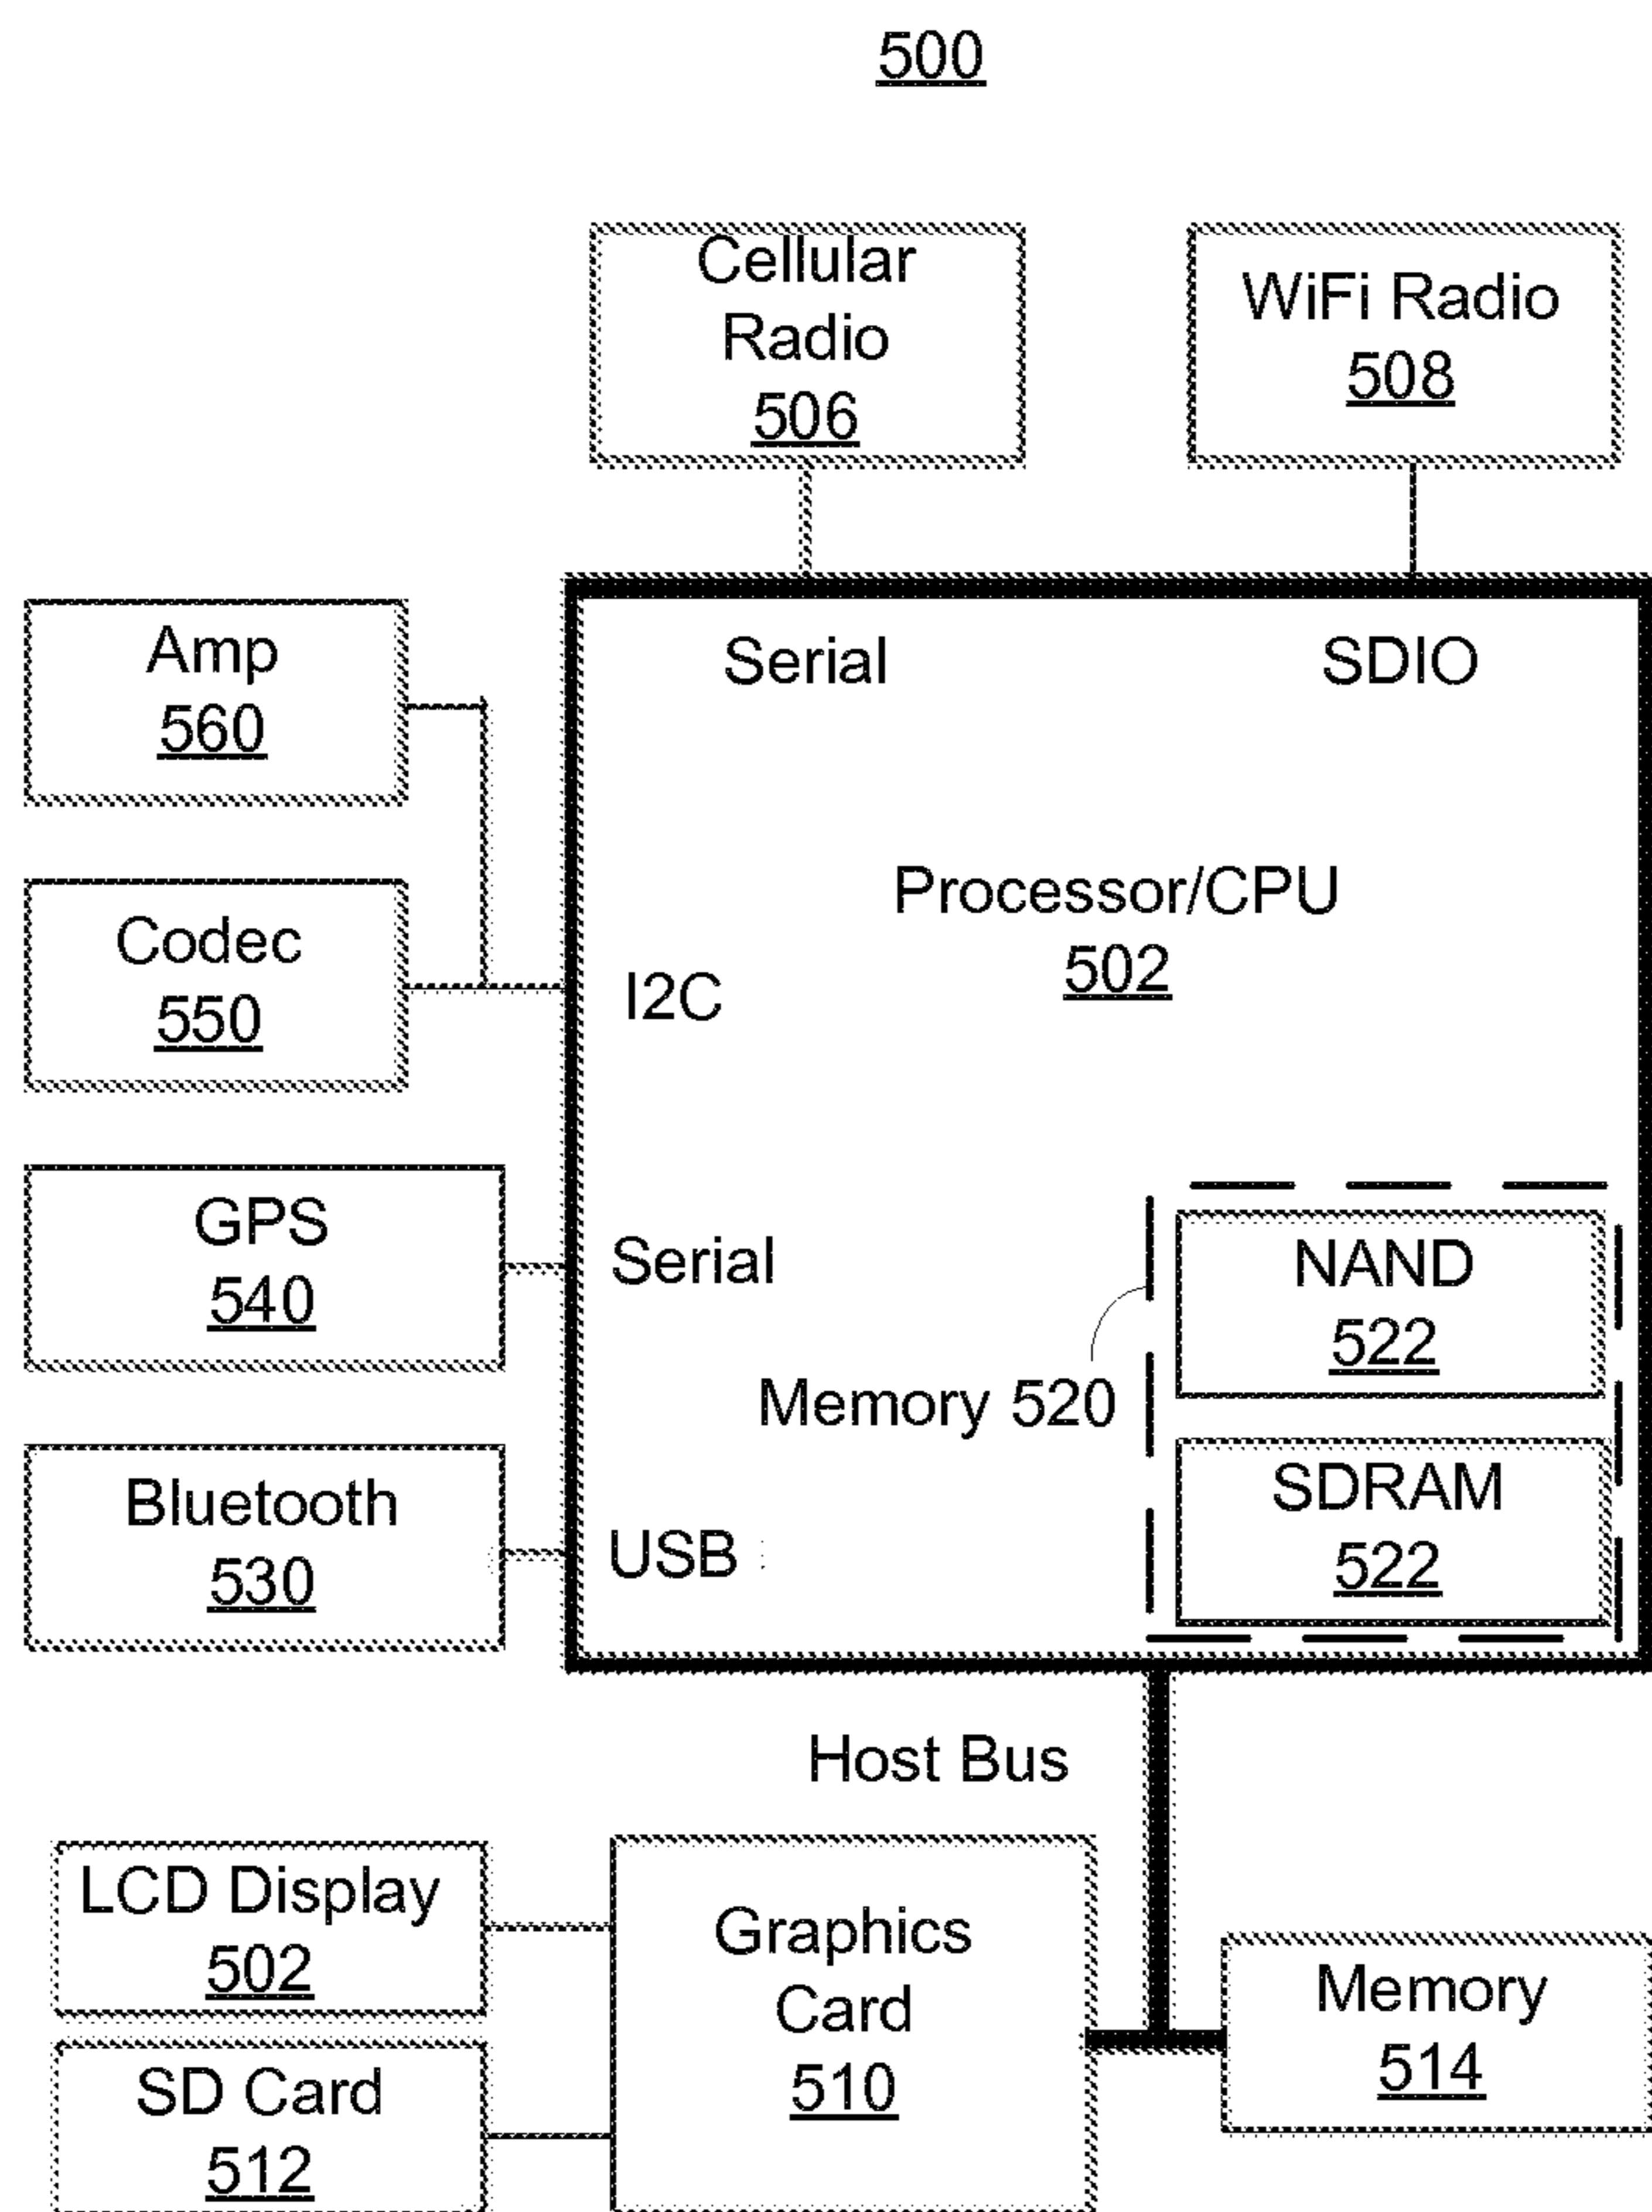 500
Cellular
Radio
506
WiFi Radio
508
Amp
560
Serial
SDIO
Codec
550
I2C
Processor/CPU
502
GPS
540
Serial
NAND
522
Memory 520
Bluetooth
530
USB
SDRAM
522
Host Bus
LCD Display
502
Graphics
Card
510
Memory
514
SD Card
512